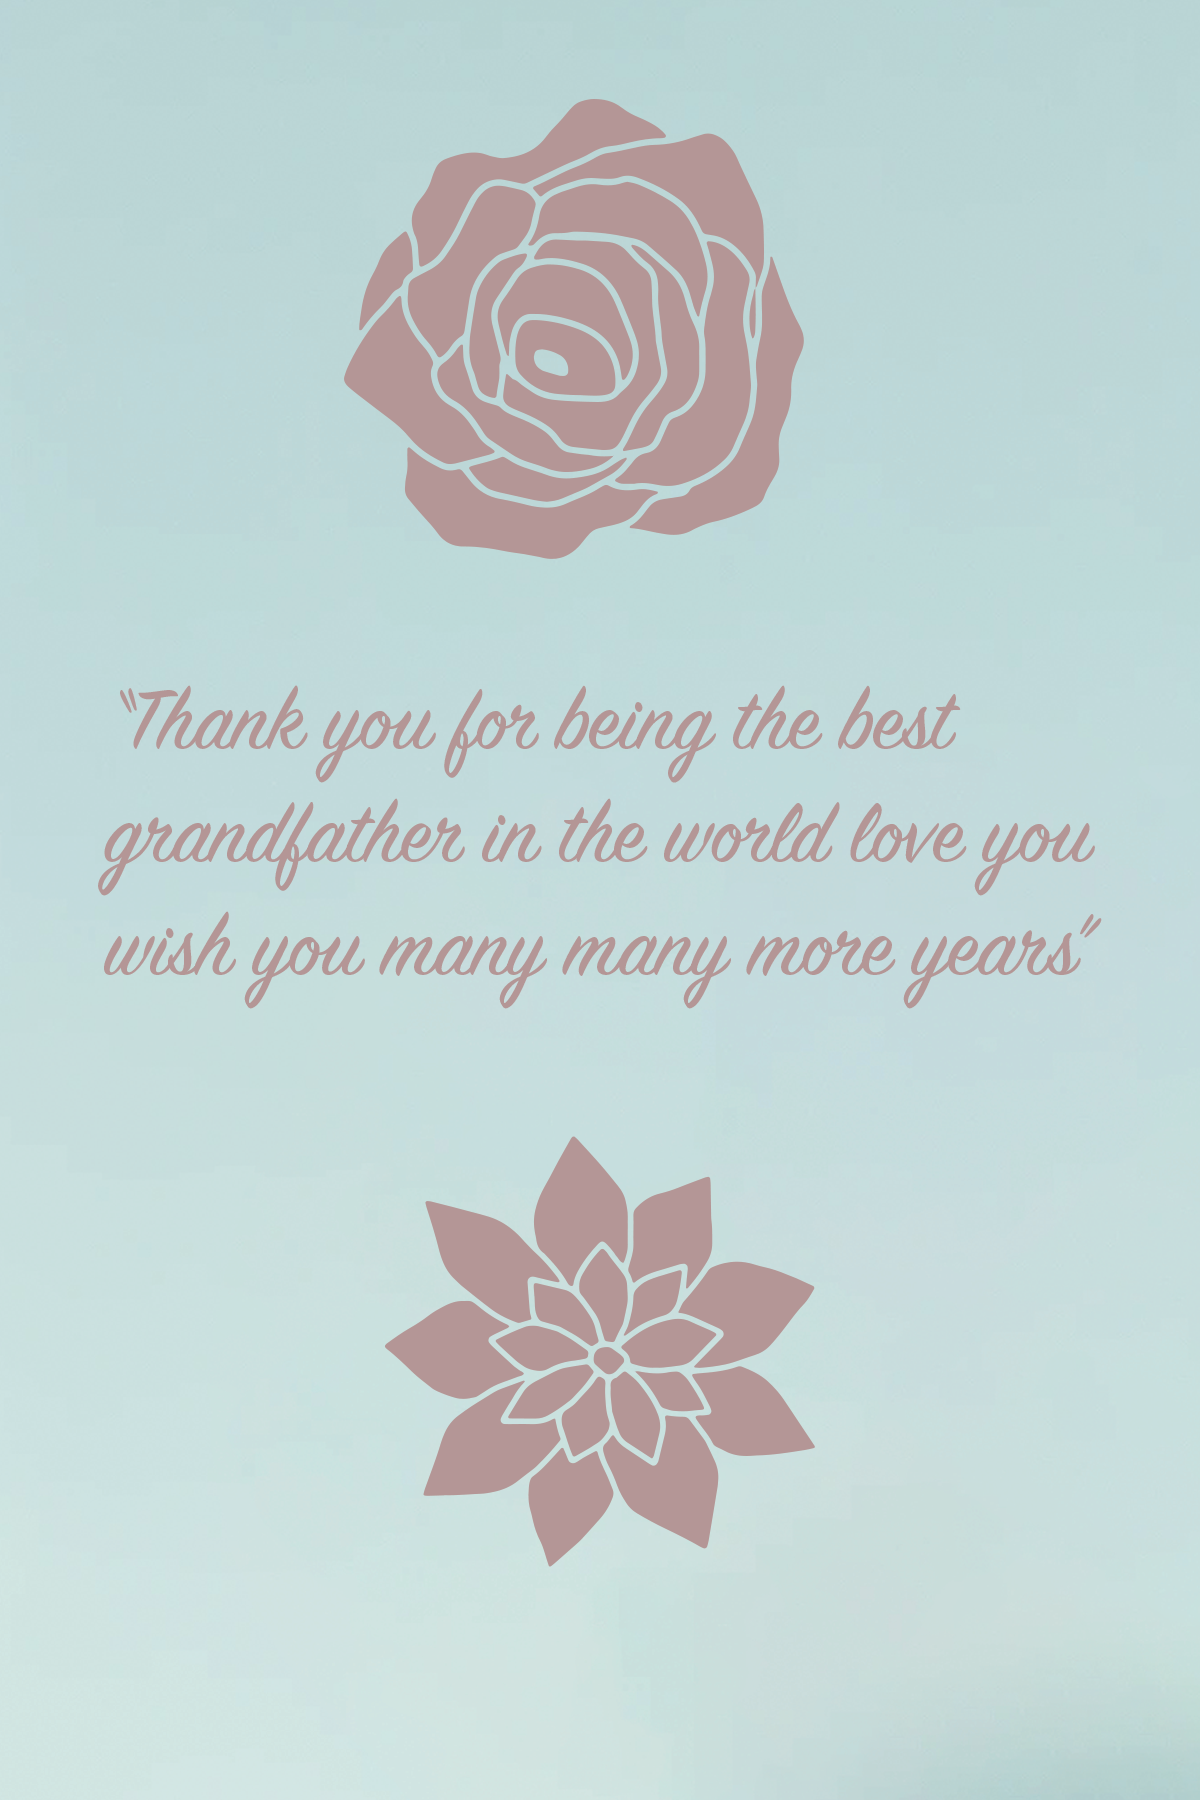 "Thank you for being the best
grandfather in the world love you
wish you many many more years"